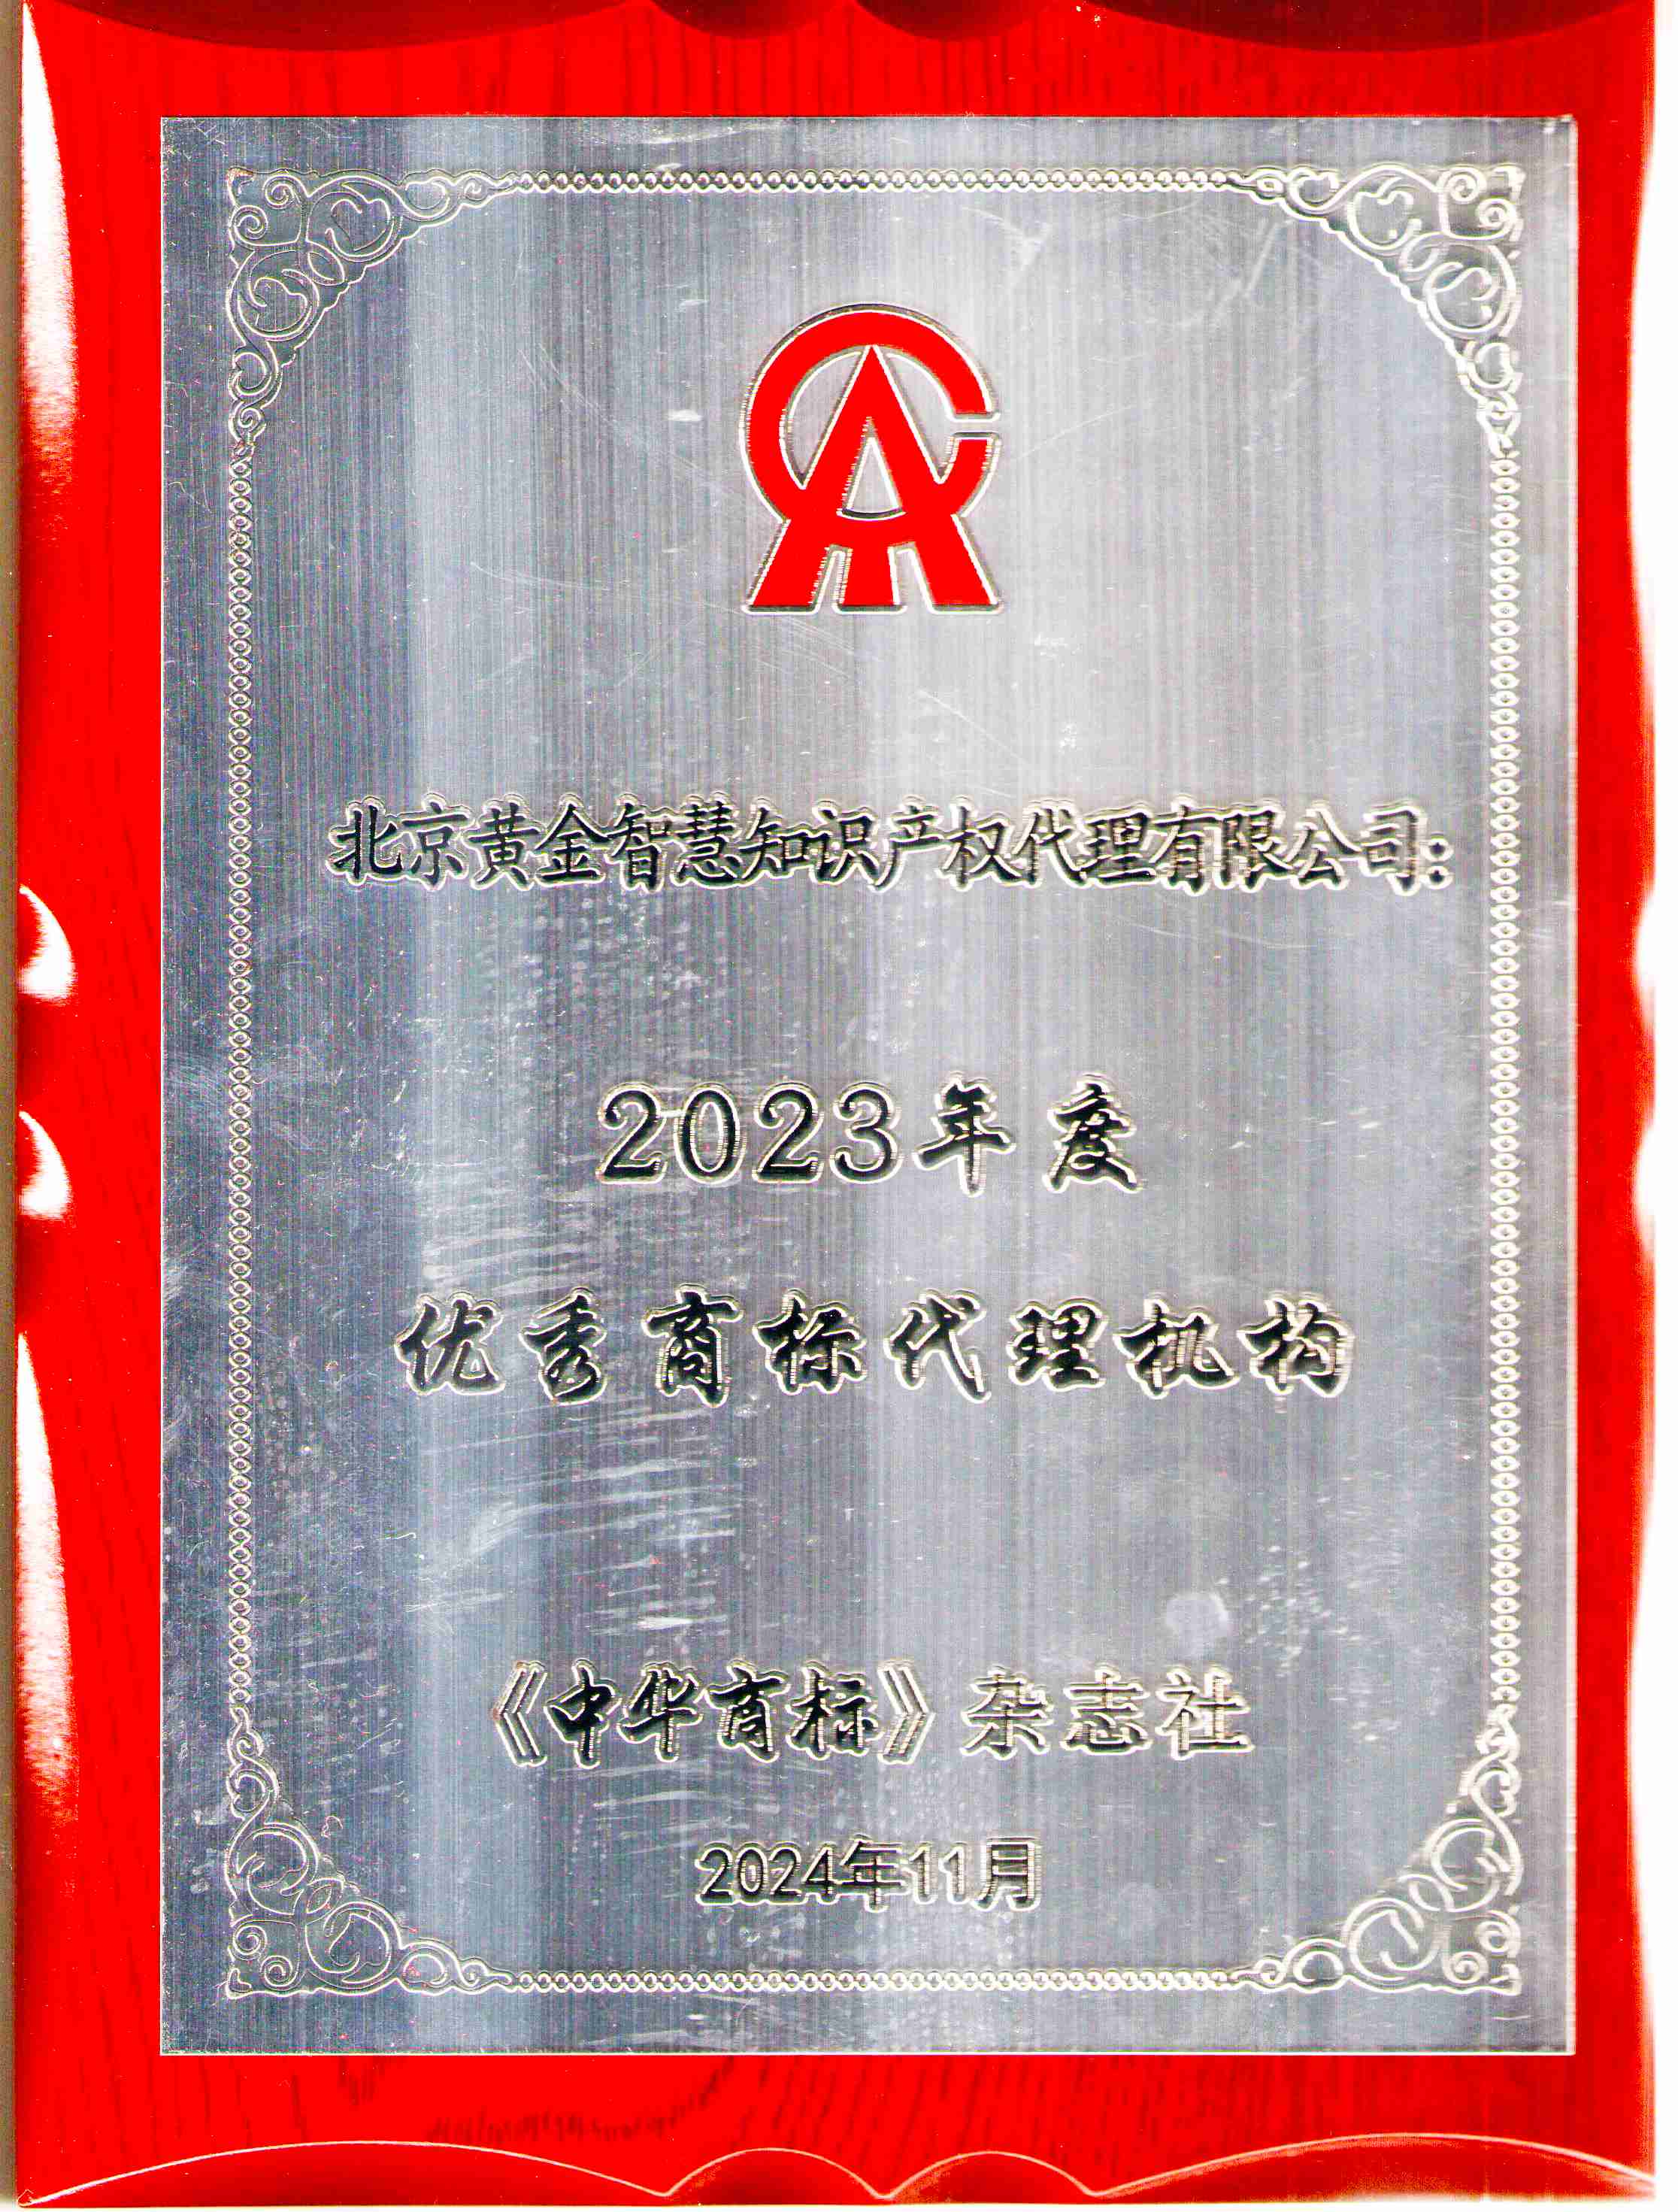 北京黄金智慧知识产权代理有限公司：
2023年度
优秀商标代理机构
《中华商标》杂志社
2024年11月